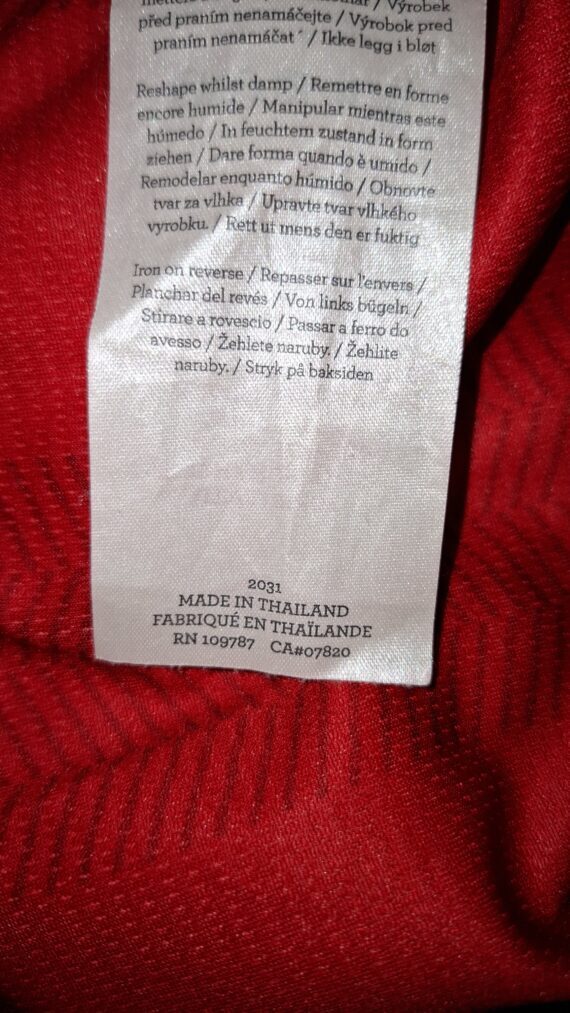 / Výrobek
před praním nenamáčejte / Výrobok pred
praním nenamáčať / Ikke legg i bløt
Reshape whilst damp / Remettre en forme
encore humide / Manipular mientras este
húmedo / In feuchtem zustand in form
ziehen / Dare forma quando è umido /
Remodelar enquanto húmido / Obnovte
tvar za vlhka / Upravte tvar vlhkého
vyrobku. / Rett ut mens den er fuktig
Iron on reverse / Repasser sur l'envers /
Planchar del revés / Von links bügeln /
Stirare a rovescio / Passar a ferro do
avesso / Žehlete naruby. / Žehlite
naruby. / Stryk på baksiden
2031
MADE IN THAILAND
FABRIQUÉ EN THAÏLANDE
RN 109787 CA#07820